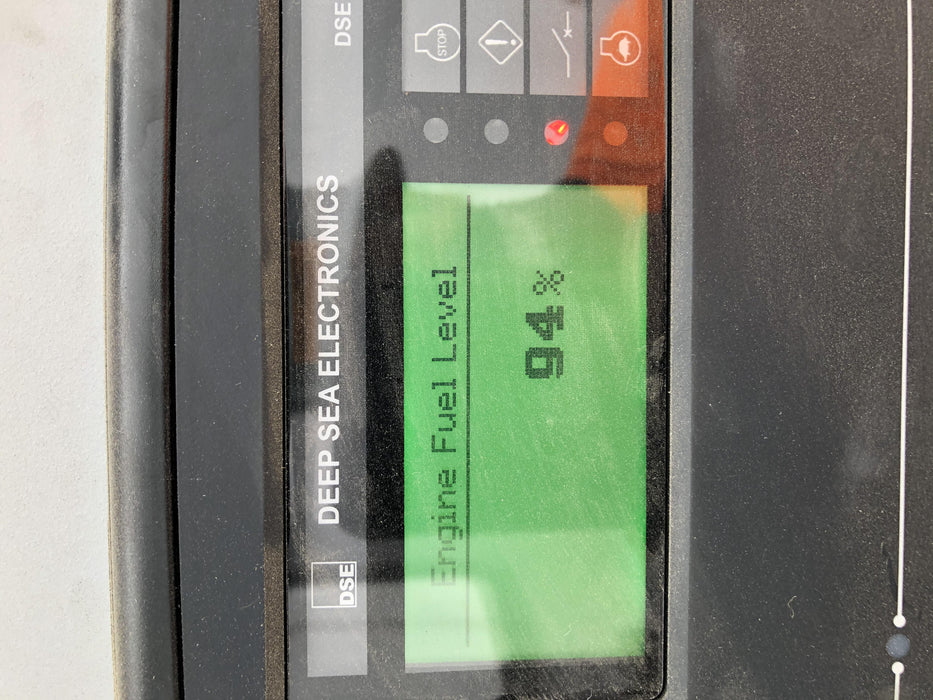 DSE
DEEP SEA ELECTRONICS
DSE
Engine Fuel Level
94%
STOP